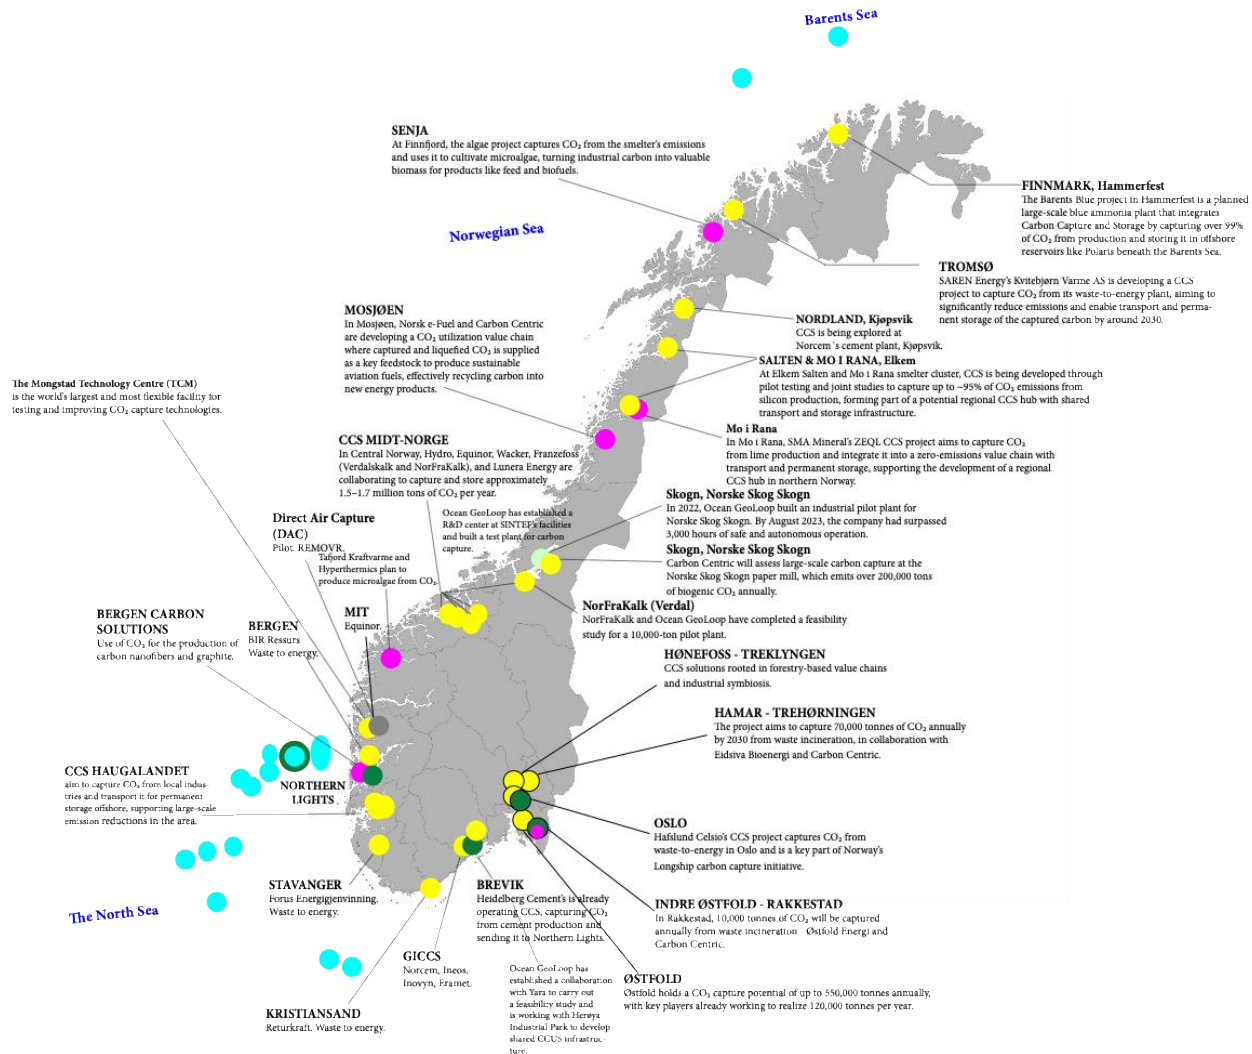 Barents Sea
SENJA
At Finnfjord, the algae project captures CO₂ from the smelter's emissions
and uses it to cultivate microalgae, turning industrial carbon into valuable
biomass for products like feed and biofuels.
FINNMARK, Hammerfest
The Barents Blue project in Hammerfest is a planned
large-scale blue ammonia plant that integrates
Carbon Capture and Storage by capturing over 99%
of CO₂ from production and storing it in offshore
reservoirs like Polaris beneath the Barents Sea.
Norwegian Sea
TROMSØ
SAREN Energy's Kvitebjørn Varme AS is developing a CCS
project to capture CO₂ from its waste-to-energy plant, aiming to
significantly reduce emissions and enable transport and perma-
nent storage of the captured carbon by around 2030.
MOSJØEN
In Mosjøen, Norsk e-Fuel and Carbon Centric
are developing a CO₂ utilization value chain
where captured and liquefied CO₂ is supplied
as a key feedstock to produce sustainable
aviation fuels, effectively recycling carbon into
new energy products.
NORDLAND, Kjøpsvik
CCS is being explored at
Norcem´s cement plant, Kjøpsvik.
SALTEN & MO I RANA, Elkem
At Elkem Salten and Mo i Rana smelter cluster, CCS is being developed through
pilot testing and joint studies to capture up to ~95% of CO₂ emissions from
silicon production, forming part of a potential regional CCS hub with shared
transport and storage infrastructure.
The Mongstad Technology Centre (TCM)
is the world's largest and most flexible facility for
testing and improving CO₂ capture technologies.
Mo i Rana
In Mo i Rana, SMA Mineral's ZEQL CCS project aims to capture CO₂
from lime production and integrate it into a zero-emissions value chain with
transport and permanent storage, supporting the development of a regional
CCS hub in northern Norway.
CCS MIDT-NORGE
In Central Norway, Hydro, Equinor, Wacker, Franzefoss
(Verdalskalk and NorFraKalk), and Lunera Energy are
collaborating to capture and store approximately
1.5–1.7 million tons of CO₂ per year.
Skogn, Norske Skog Skogn
In 2022, Ocean GeoLoop built an industrial pilot plant for
Norske Skog Skogn. By August 2023, the company had surpassed
3,000 hours of safe and autonomous operation.
Ocean GeoLoop has established a
R&D center at SINTEF's facilities
and built a test plant for carbon
capture.
Direct Air Capture
(DAC)
Pilot. REMOVR.
Skogn, Norske Skog Skogn
Carbon Centric will assess large-scale carbon capture at the
Norske Skog Skogn paper mill, which emits over 200,000 tons
of biogenic CO₂ annually.
Tafjord Kraftvarme and
Hyperthermics plan to
produce microalgae from CO₂.
NorFraKalk (Verdal)
NorFraKalk and Ocean GeoLoop have completed a feasibility
study for a 10,000-ton pilot plant.
BERGEN CARBON
SOLUTIONS
Use of CO₂ for the production of
carbon nanofibers and graphite.
BERGEN
BIR Ressurs
Waste to energy.
MIT
Equinor.
HØNEFOSS - TREKLYNGEN
CCS solutions rooted in forestry-based value chains
and industrial symbiosis.
HAMAR - TREHØRNINGEN
The project aims to capture 70,000 tonnes of CO₂ annually
by 2030 from waste incineration, in collaboration with
Eidsiva Bioenergi and Carbon Centric.
CCS HAUGALANDET
aim to capture CO₂ from local indus-
tries and transport it for permanent
storage offshore, supporting large-scale
emission reductions in the area.
NORTHERN
LIGHTS
OSLO
Hafslund Celsio's CCS project captures CO₂ from
waste-to-energy in Oslo and is a key part of Norway's
Longship carbon capture initiative.
STAVANGER
Forus Energigjenvinning.
Waste to energy.
BREVIK
Heidelberg Cement's is already
operating CCS, capturing CO₂
from cement production and
sending it to Northern Lights.
INDRE ØSTFOLD - RAKKESTAD
In Rakkestad, 10,000 tonnes of CO₂ will be captured
annually from waste incineration Østfold Energi and
Carbon Centric.
The North Sea
GICCS
Norcem, Ineos,
Inovyn, Eramet.
Ocean GeoLoop has
established a collaboration
with Yara to carry out
a feasibility study and
is working with Herøya
Industrial Park to develop
shared CCUS infrastruc-
ture.
ØSTFOLD
Østfold holds a CO₂ capture potential of up to 550,000 tonnes annually,
with key players already working to realize 120,000 tonnes per year.
KRISTIANSAND
Returkraft. Waste to energy.